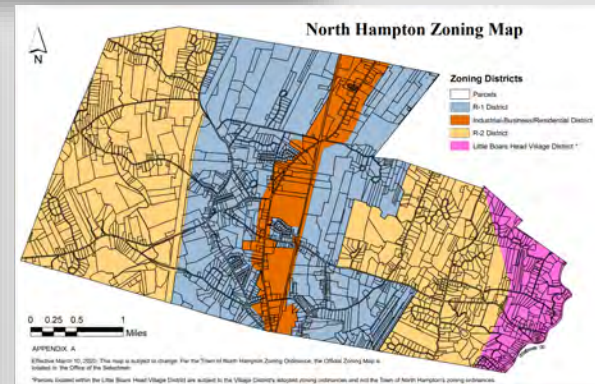 North Hampton Zoning Map
N
Zoning Districts
Parcels
R-1 District
Industrial-Business/Residential District
R-2 District
Little Boars Head Village District *
0 0.25 0.5 1
Miles
APPENDIX A
Effective March 10, 2020. This map is subject to change. For the Town of North Hampton Zoning Ordinance, the Official Zoning Map is
located in the Office of the Selectmen
*Parcels located within the Little Boars Head Village District are subject to the Village District's adopted zoning ordinances and not the Town of North Hampton's zoning ordinances.